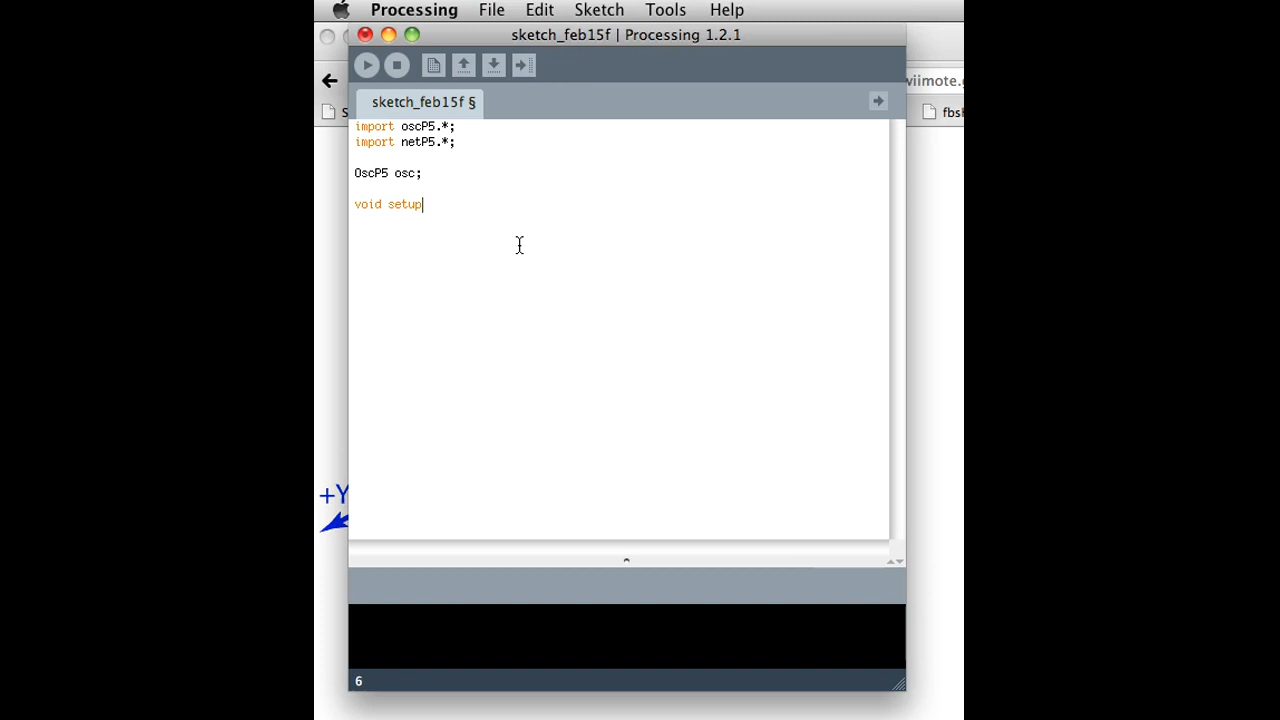 Processing File Edit Sketch Tools Help
sketch_feb15f | Processing 1.2.1
sketch_feb15f §
import oscP5.*;
import netP5.*;
OscP5 osc;
void setup
+Y
6